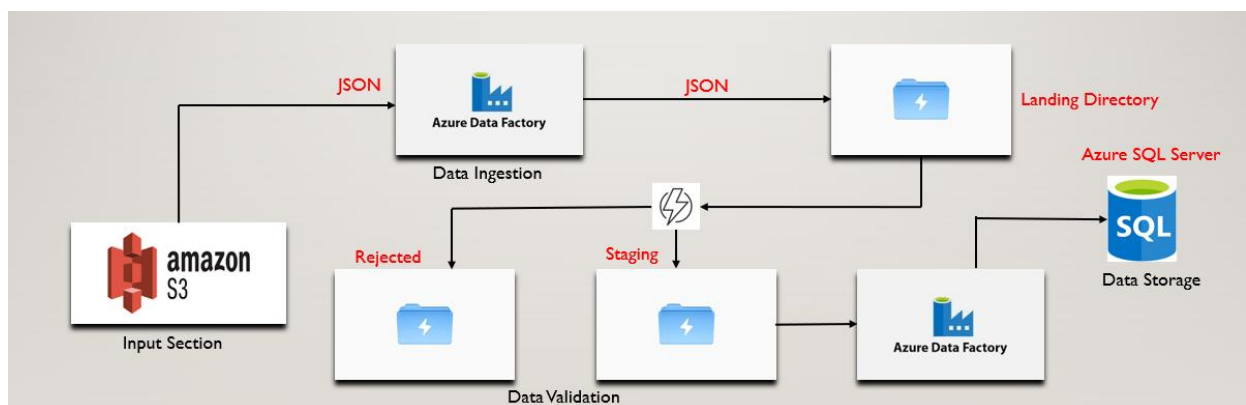 JSON
Azure Data Factory
Data Ingestion
JSON
Landing Directory
Azure SQL Server
SQL
Data Storage
amazon
S3
Input Section
Rejected
Staging
Azure Data Factory
Data Validation